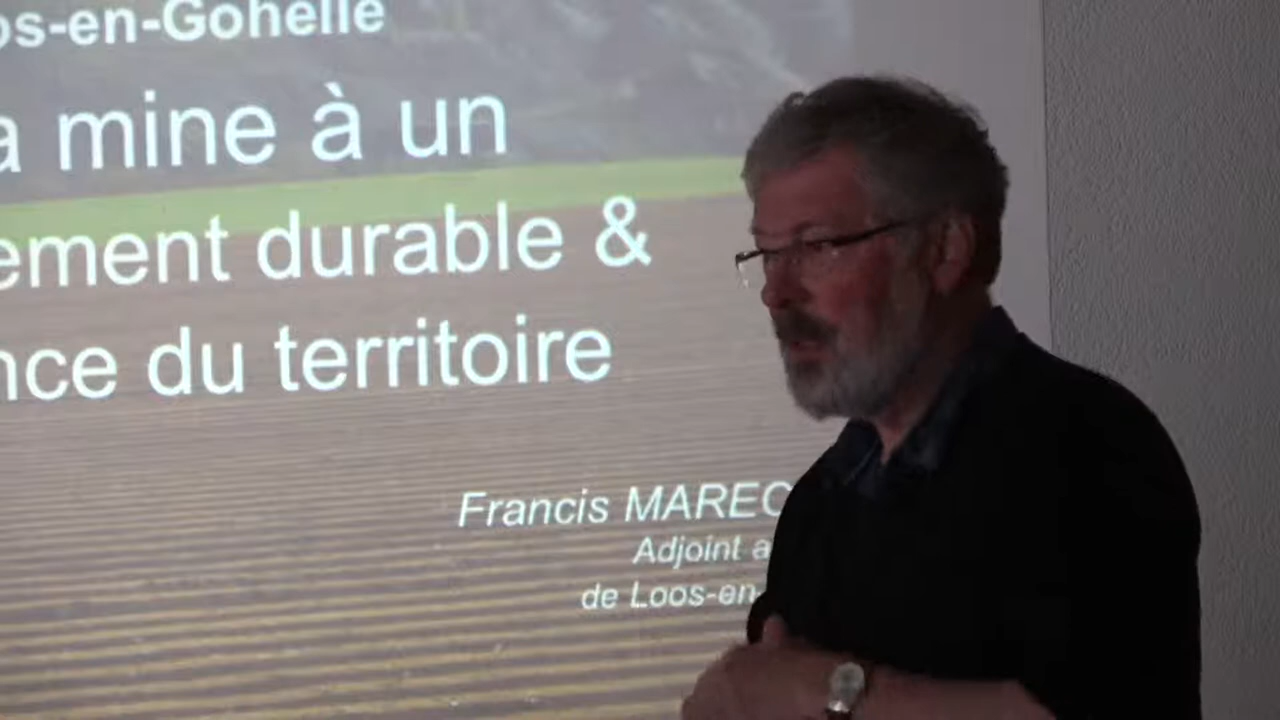 os-en-Gohelle
a mine à un
ement durable &
nce du territoire
Francis MAREC
Adjoint a
de Loos-en-